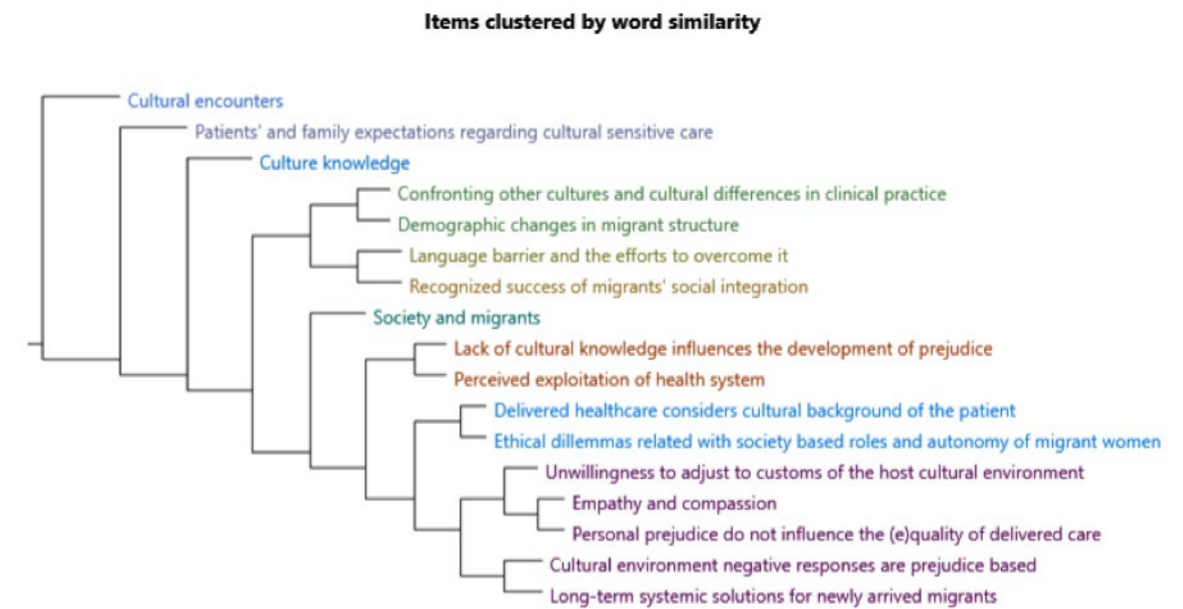 Items clustered by word similarity
Cultural encounters
Patients' and family expectations regarding cultural sensitive care
Culture knowledge
Confronting other cultures and cultural differences in clinical practice
Demographic changes in migrant structure
Language barrier and the efforts to overcome it
Recognized success of migrants' social integration
Society and migrants
Lack of cultural knowledge influences the development of prejudice
Perceived exploitation of health system
Delivered healthcare considers cultural background of the patient
Ethical dillemmas related with society based roles and autonomy of migrant women
Unwillingness to adjust to customs of the host cultural environment
Empathy and compassion
Personal prejudice do not influence the (e)quality of delivered care
Cultural environment negative responses are prejudice based
Long-term systemic solutions for newly arrived migrants